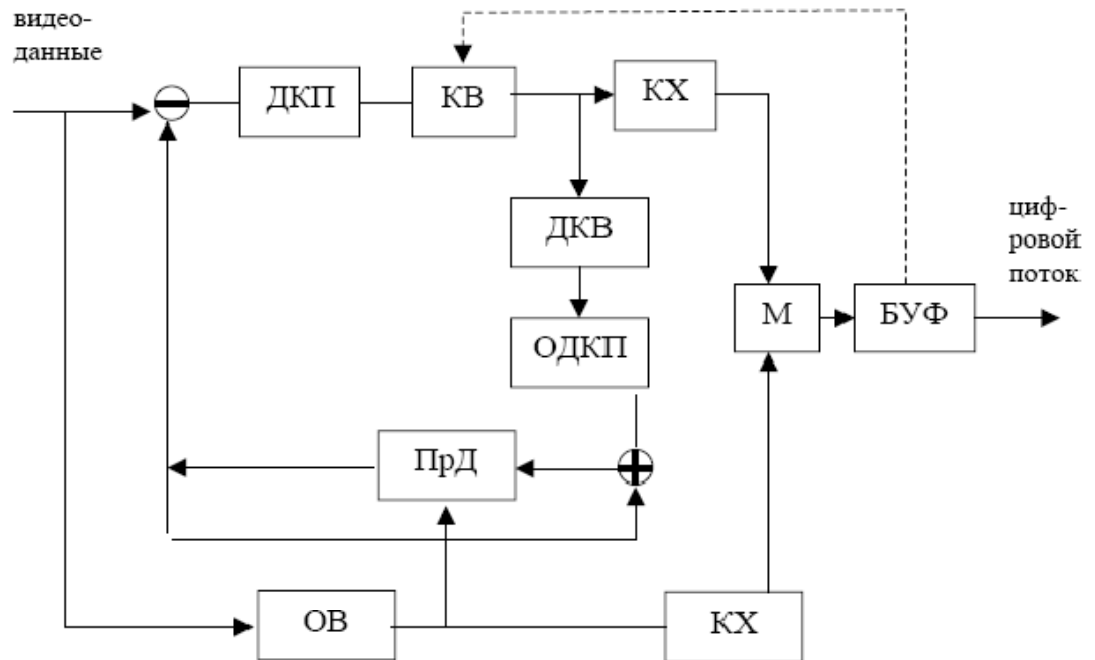 видео-
данные
ДКП
КВ
КХ
ДКВ
циф-
ровой
поток
М
БУФ
ОДКП
ПрД
ОВ
КХ